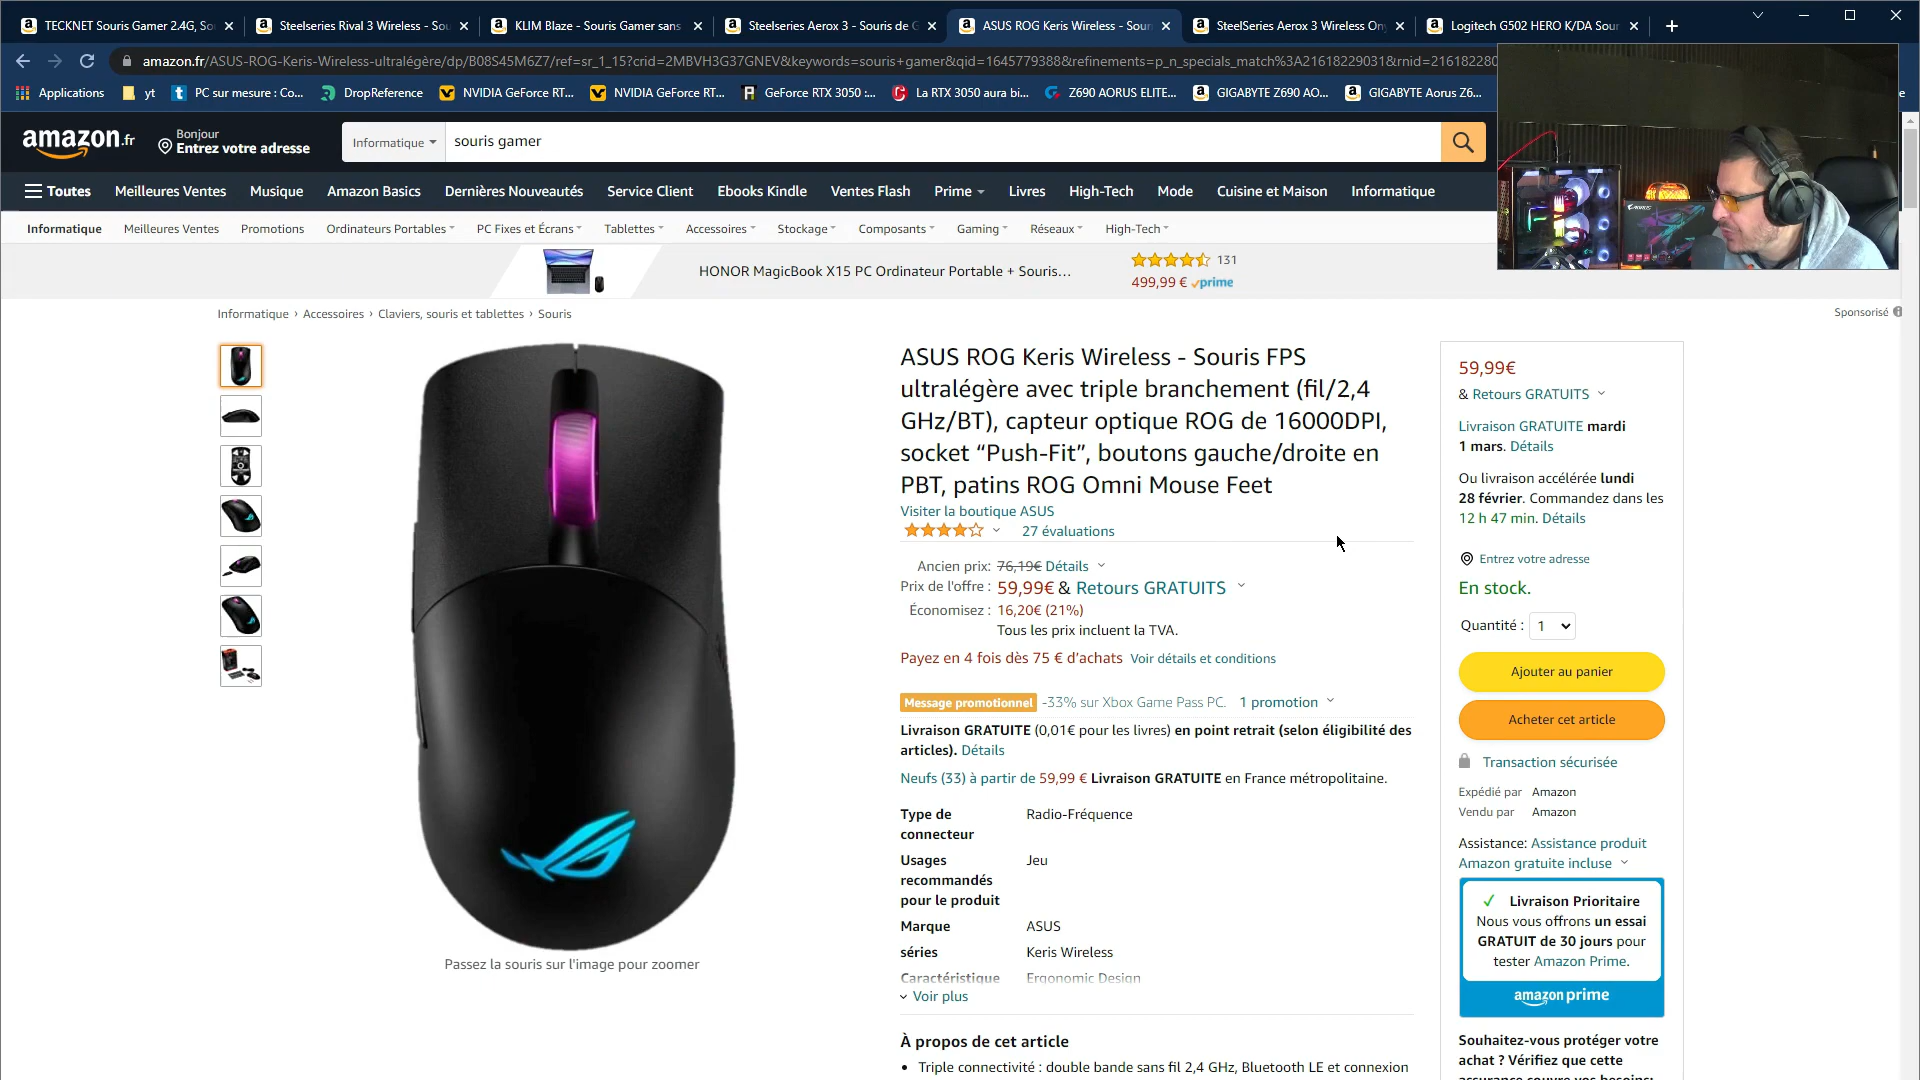 TECKNET Souris Gamer 2.4G, So
Steelseries Rival 3 Wireless - Sou
KLIM Blaze - Souris Gamer sans
Steelseries Aerox 3 - Souris de G
ASUS ROG Keris Wireless - Sour
SteelSeries Aerox 3 Wireless On
Logitech G502 HERO K/DA Sour
amazon.fr/ASUS-ROG-Keris-Wireless-ultralégère/dp/B08S45M6Z7/ref=sr_1_15?crid=2MBVH3G37GNEV&keywords=souris+gamer&qid=1645779388&refinements=p_n_specials_match%3A21618229031&rnid=216182280
Applications
yt
PC sur mesure : Co...
DropReference
NVIDIA GeForce RT...
NVIDIA GeForce RT...
GeForce RTX 3050 :...
La RTX 3050 aura bi...
Z690 AORUS ELITE...
GIGABYTE Z690 AO...
GIGABYTE Aorus Z6...
amazon.fr
Bonjour
Entrez votre adresse
Informatique
souris gamer
Toutes
Meilleures Ventes
Musique
Amazon Basics
Dernières Nouveautés
Service Client
Ebooks Kindle
Ventes Flash
Prime
Livres
High-Tech
Mode
Cuisine et Maison
Informatique
Informatique
Meilleures Ventes
Promotions
Ordinateurs Portables
PC Fixes et Écrans
Tablettes
Accessoires
Stockage
Composants
Gaming
Réseaux
High-Tech
HONOR MagicBook X15 PC Ordinateur Portable + Souris...
131
499,99 € prime
Sponsorisé
Informatique › Accessoires › Claviers, souris et tablettes › Souris
ASUS ROG Keris Wireless - Souris FPS
ultralégère avec triple branchement (fil/2,4
GHz/BT), capteur optique ROG de 16000DPI,
socket “Push-Fit”, boutons gauche/droite en
PBT, patins ROG Omni Mouse Feet
Visiter la boutique ASUS
27 évaluations
Ancien prix: 76,19€ Détails
Prix de l'offre : 59,99€ & Retours GRATUITS
Économisez : 16,20€ (21%)
Tous les prix incluent la TVA.
Payez en 4 fois dès 75 € d’achats Voir détails et conditions
Message promotionnel -33% sur Xbox Game Pass PC. 1 promotion
Livraison GRATUITE (0,01€ pour les livres) en point retrait (selon éligibilité des
articles). Détails
Neufs (33) à partir de 59,99 € Livraison GRATUITE en France métropolitaine.
Type de
connecteur
Radio-Fréquence
Usages
recommandés
pour le produit
Jeu
Marque
ASUS
séries
Keris Wireless
Caractéristique
Ergonomic Design
Voir plus
À propos de cet article
Triple connectivité : double bande sans fil 2,4 GHz, Bluetooth LE et connexion
Passez la souris sur l'image pour zoomer
59,99€
& Retours GRATUITS
Livraison GRATUITE mardi
1 mars. Détails
Ou livraison accélérée lundi
28 février. Commandez dans les
12 h 47 min. Détails
Entrez votre adresse
En stock.
Quantité : 1
Ajouter au panier
Acheter cet article
Transaction sécurisée
Expédié par Amazon
Vendu par Amazon
Assistance: Assistance produit
Amazon gratuite incluse
Livraison Prioritaire
Nous vous offrons un essai
GRATUIT de 30 jours pour
tester Amazon Prime.
amazon prime
Souhaitez-vous protéger votre
achat ? Vérifiez que cette